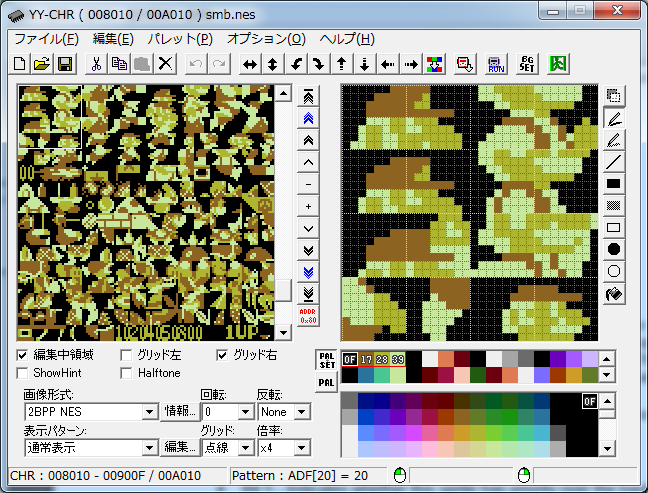 YY-CHR ( 008010 / 00A010 ) smb.nes
ファイル(F) 編集(E) パレット(P) オプション(O) ヘルプ(H)
RUN BG SET
00
10204050800 1UP
ADDR 0x80
編集中領域 グリッド左 グリッド右
ShowHint Halftone
PAL SET
PAL
0F 17 28 39
画像形式: 回転: 反転:
2BPP NES 情報... 0 None
表示パターン: グリッド: 倍率:
通常表示 編集... 点線 x4
0F
CHR : 008010 - 00900F / 00A010 Pattern : ADF[20] = 20